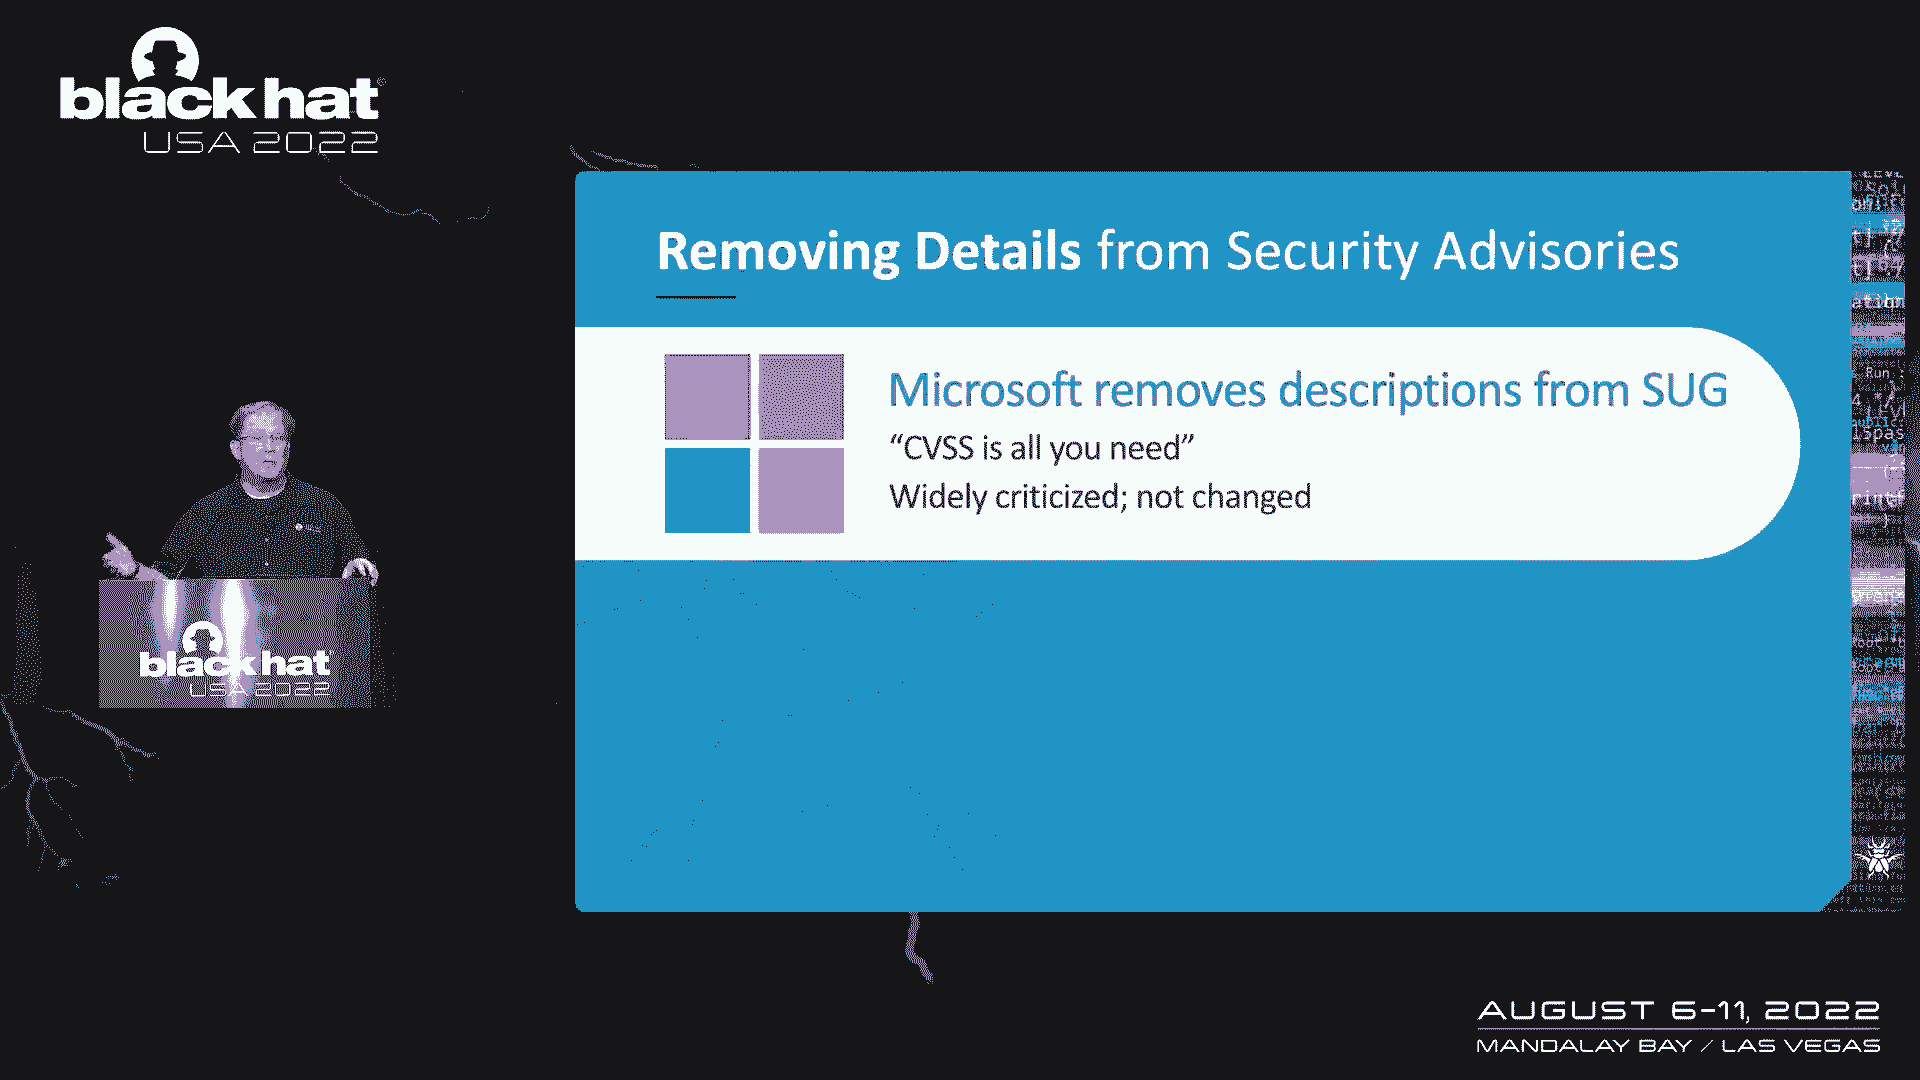 black hat
USA 2022
Removing Details from Security Advisories
Microsoft removes descriptions from SUG
“CVSS is all you need”
Widely criticized; not changed
Run
black hat
USA 2022
AUGUST 6-11, 2022
MANDALAY BAY / LAS VEGAS